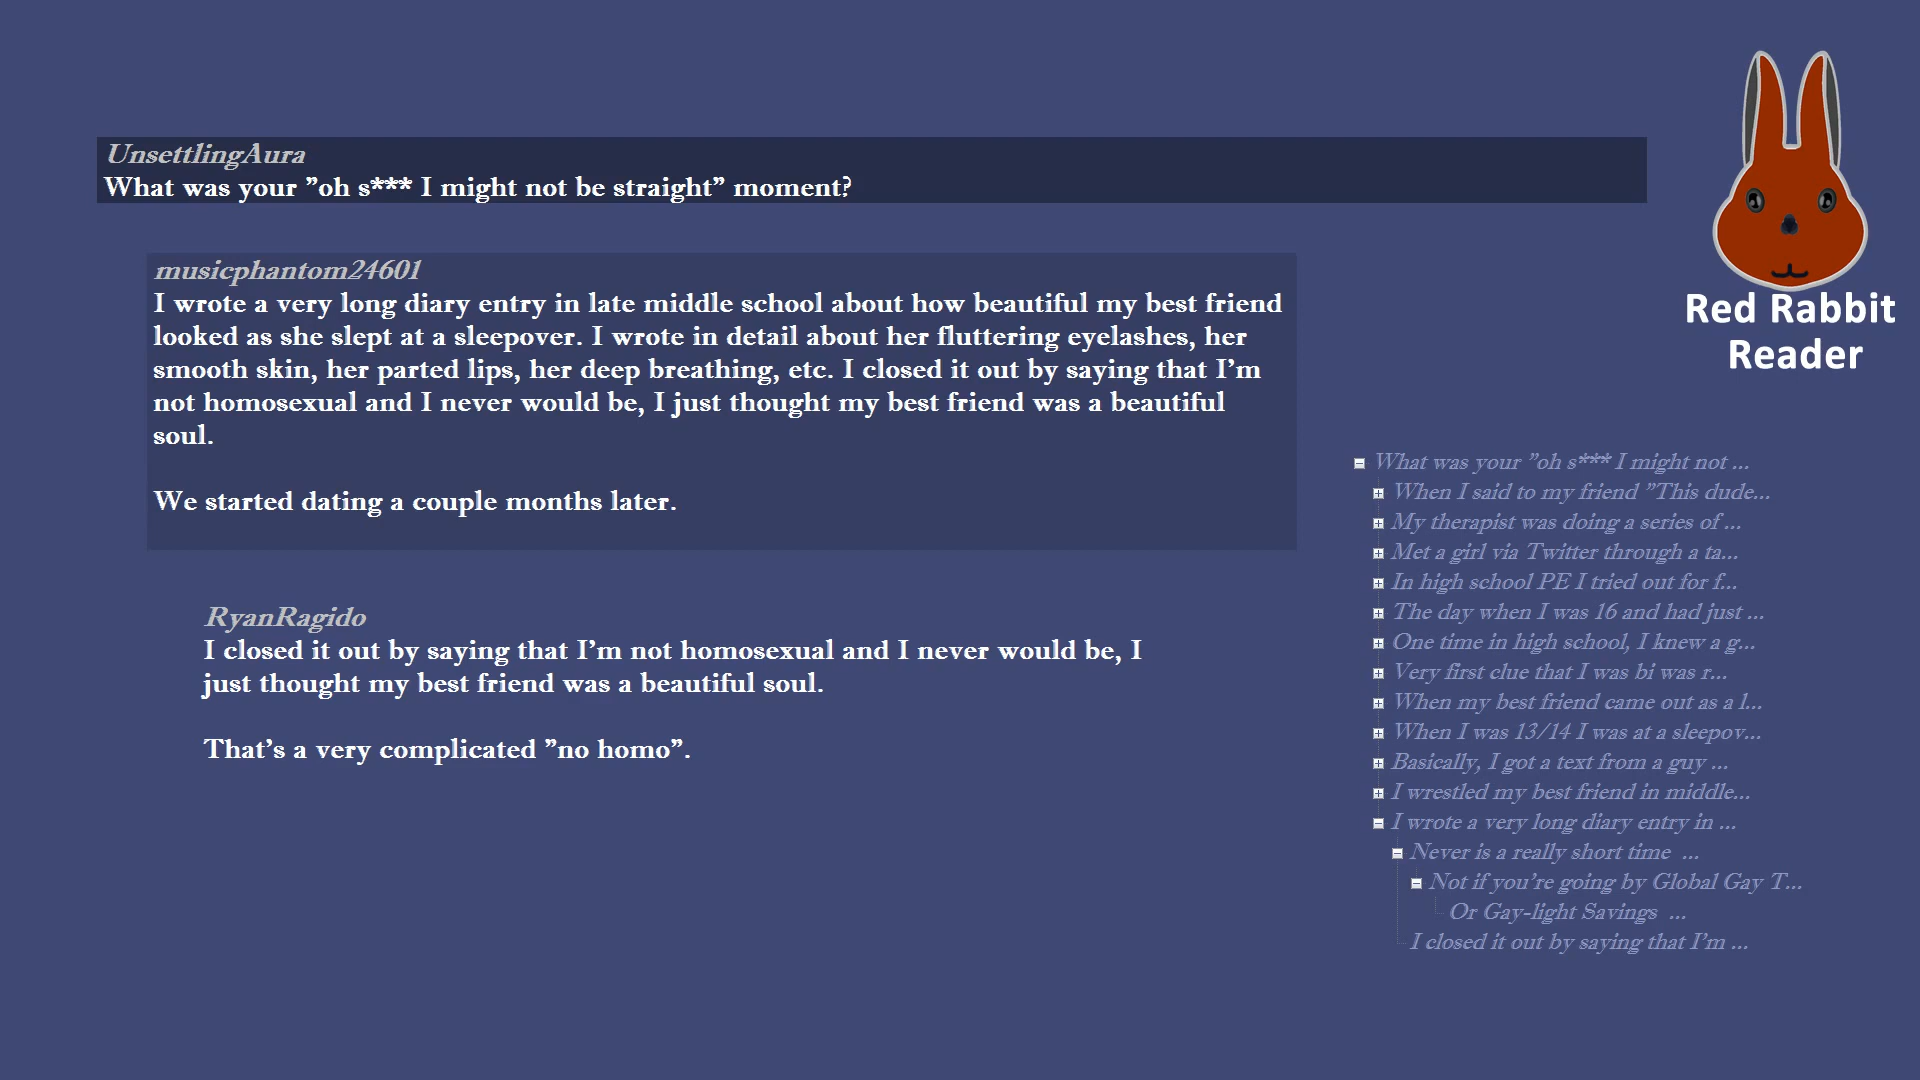 UnsettlingAura
What was your "oh s*** I might not be straight" moment?
musicphantom24601
I wrote a very long diary entry in late middle school about how beautiful my best friend
looked as she slept at a sleepover. I wrote in detail about her fluttering eyelashes, her
smooth skin, her parted lips, her deep breathing, etc. I closed it out by saying that I'm
not homosexual and I never would be, I just thought my best friend was a beautiful
soul.
We started dating a couple months later.
RyanRagido
I closed it out by saying that I'm not homosexual and I never would be, I
just thought my best friend was a beautiful soul.
That's a very complicated "no homo".
Red Rabbit
Reader
What was your "oh s*** I might not ...
When I said to my friend "This dude...
My therapist was doing a series of ...
Met a girl via Twitter through a ta...
In high school PE I tried out for f...
The day when I was 16 and had just ...
One time in high school, I knew a g...
Very first clue that I was bi was r...
When my best friend came out as a l...
When I was 13/14 I was at a sleepov...
Basically, I got a text from a guy ...
I wrestled my best friend in middle...
I wrote a very long diary entry in ...
Never is a really short time ...
Not if you're going by Global Gay T...
Or Gay-light Savings ...
I closed it out by saying that I'm ...